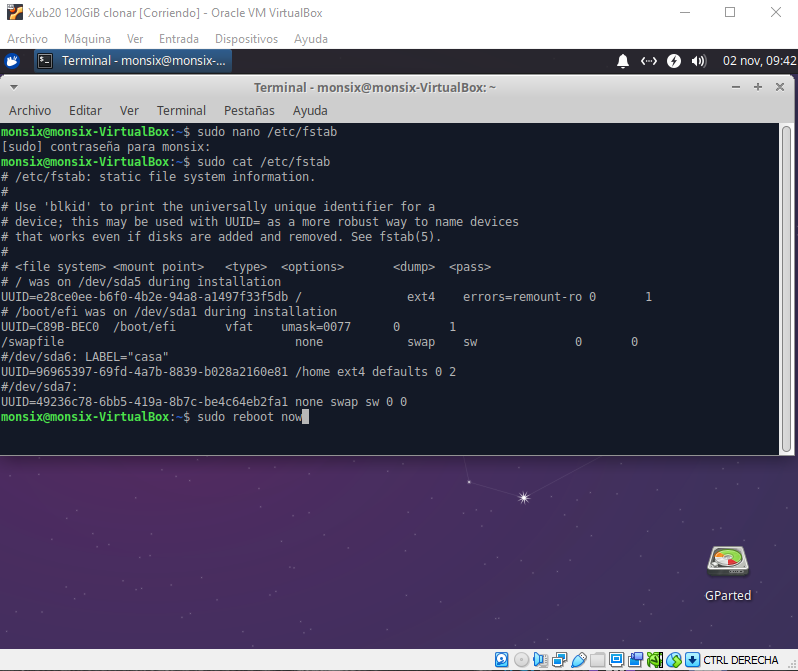 Xub20 120GiB clonar [Corriendo] - Oracle VM VirtualBox
Archivo Máquina Ver Entrada Dispositivos Ayuda
Terminal - monsix@monsix-... 02 nov, 09:42
Terminal - monsix@monsix-VirtualBox: ~
Archivo Editar Ver Terminal Pestañas Ayuda
monsix@monsix-VirtualBox:~$ sudo nano /etc/fstab
[sudo] contraseña para monsix:
monsix@monsix-VirtualBox:~$ sudo cat /etc/fstab
# /etc/fstab: static file system information.
#
# Use 'blkid' to print the universally unique identifier for a
# device; this may be used with UUID= as a more robust way to name devices
# that works even if disks are added and removed. See fstab(5).
#
# <file system> <mount point>   <type>  <options>       <dump>  <pass>
# / was on /dev/sda5 during installation
UUID=e28ce0ee-b6f0-4b2e-94a8-a1497f33f5db /               ext4    errors=remount-ro 0       1
# /boot/efi was on /dev/sda1 during installation
UUID=C89B-BEC0  /boot/efi       vfat    umask=0077      0       1
/swapfile                                 none            swap    sw              0       0
#/dev/sda6: LABEL="casa"
UUID=96965397-69fd-4a7b-8839-b028a2160e81 /home ext4 defaults 0 2
#/dev/sda7:
UUID=49236c78-6bb5-419a-8b7c-be4c64eb2fa1 none swap sw 0 0
monsix@monsix-VirtualBox:~$ sudo reboot now
GParted
CTRL DERECHA